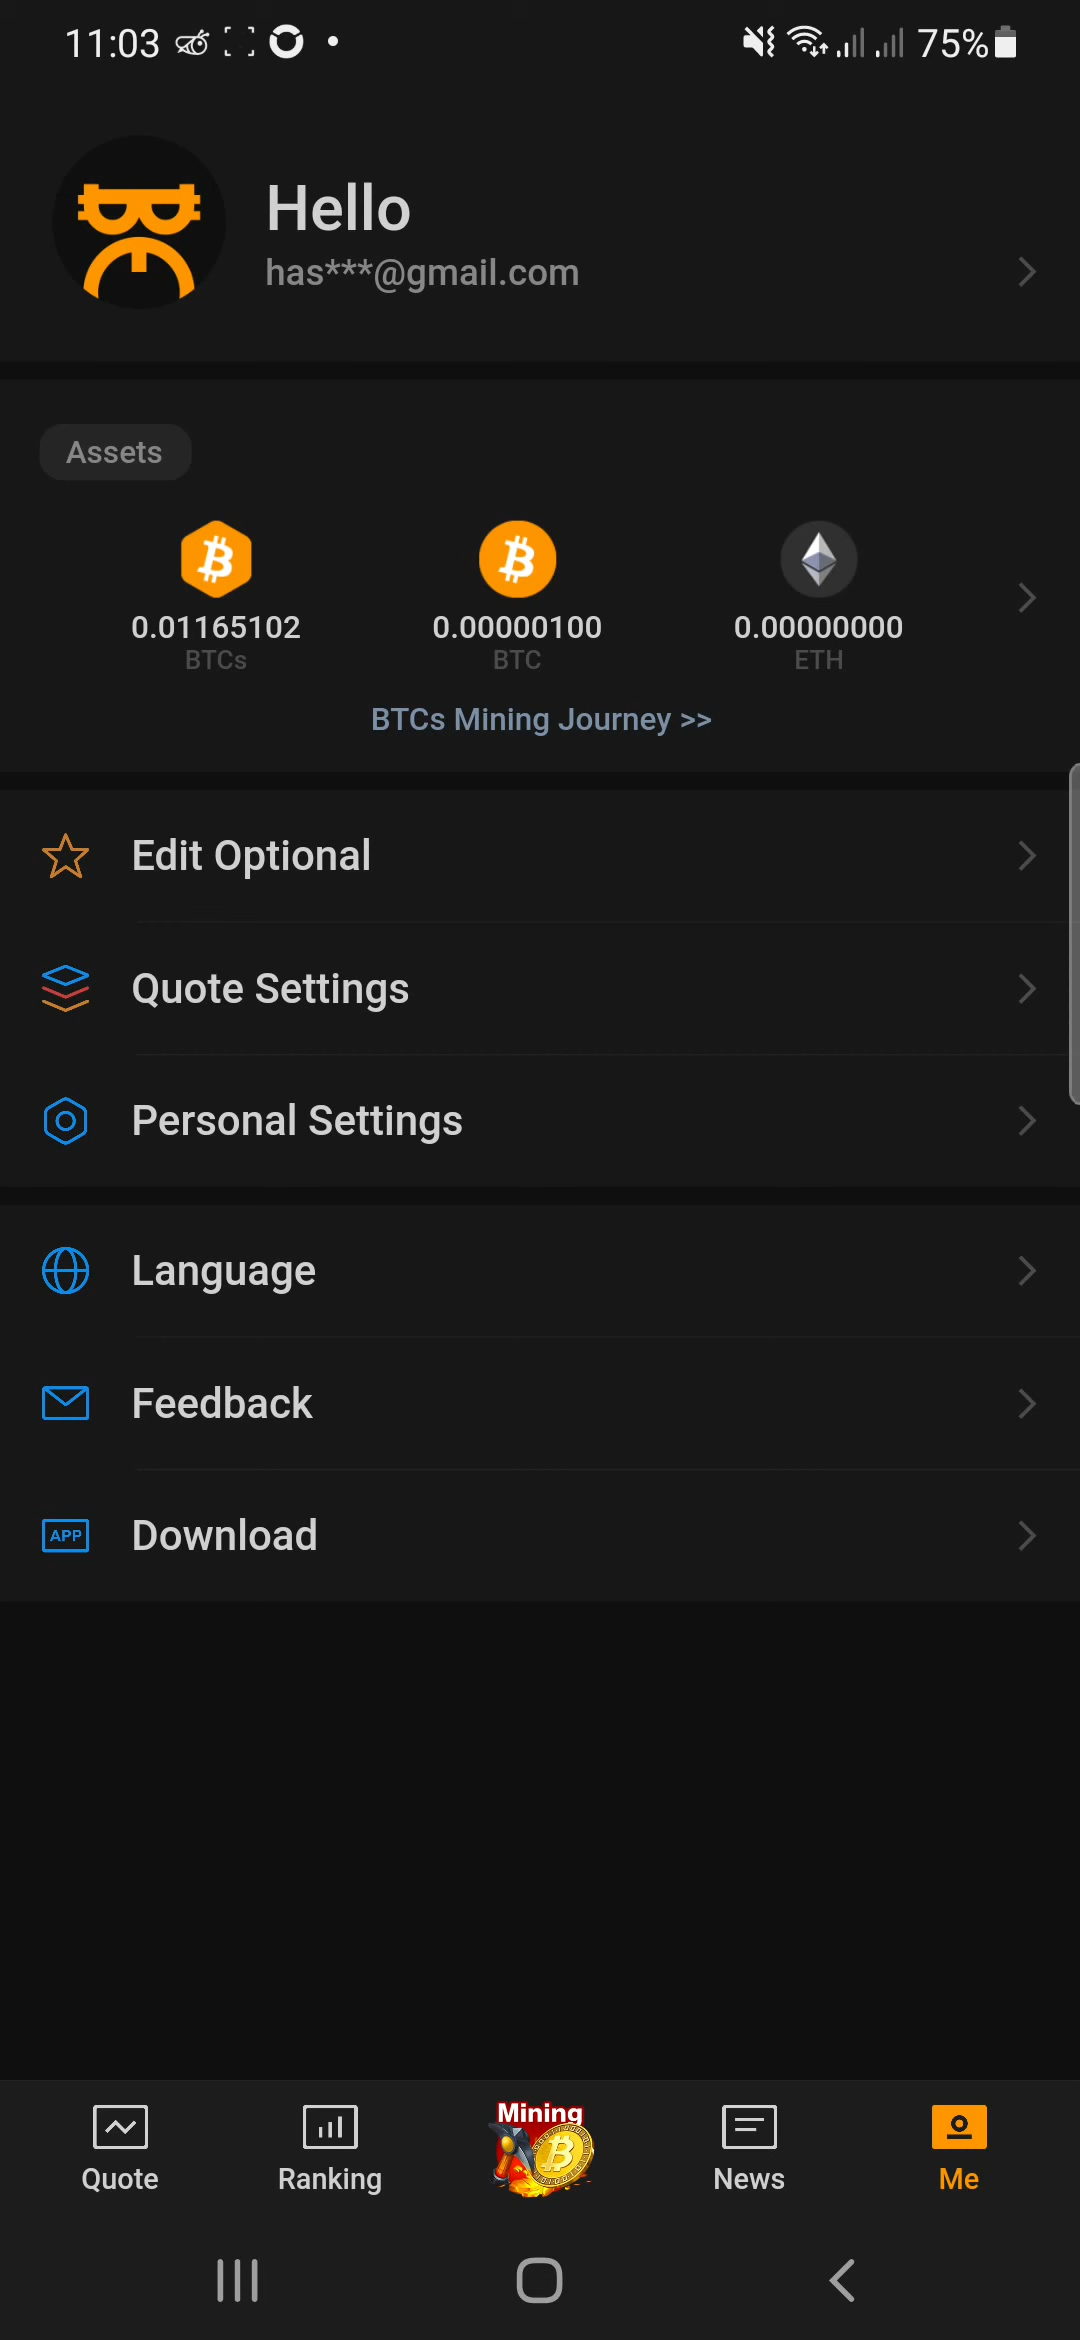 11:03
75%
Hello
has***@gmail.com
Assets
0.01165102
BTCs
0.00000100
BTC
0.00000000
ETH
BTCs Mining Journey >>
Edit Optional
Quote Settings
Personal Settings
Language
Feedback
APP
Download
Mining
Quote
Ranking
News
Me